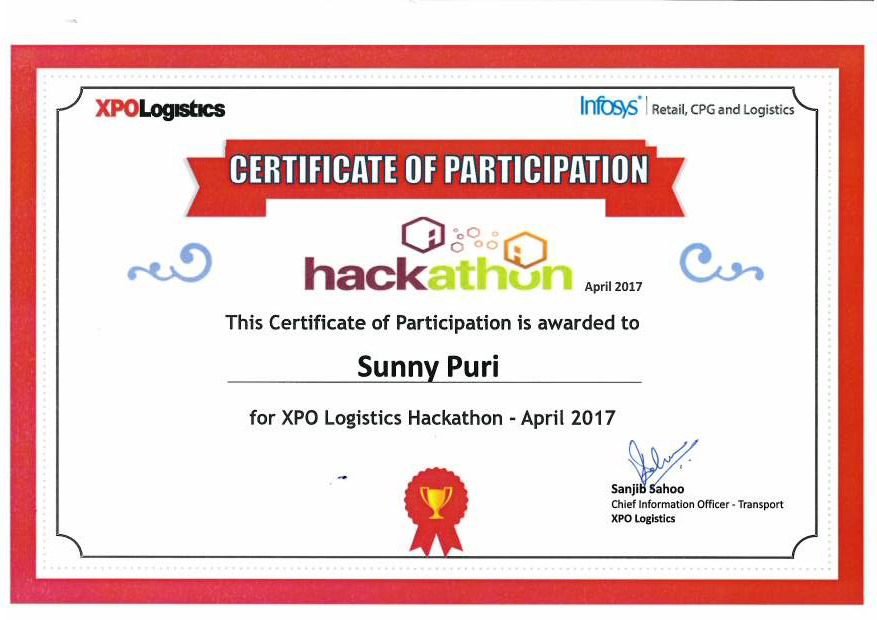 XPOLogistics
Infosys® | Retail, CPG and Logistics
CERTIFICATE OF PARTICIPATION
hackathon April 2017
This Certificate of Participation is awarded to
Sunny Puri
for XPO Logistics Hackathon - April 2017
Sanjib Sahoo
Chief Information Officer - Transport
XPO Logistics